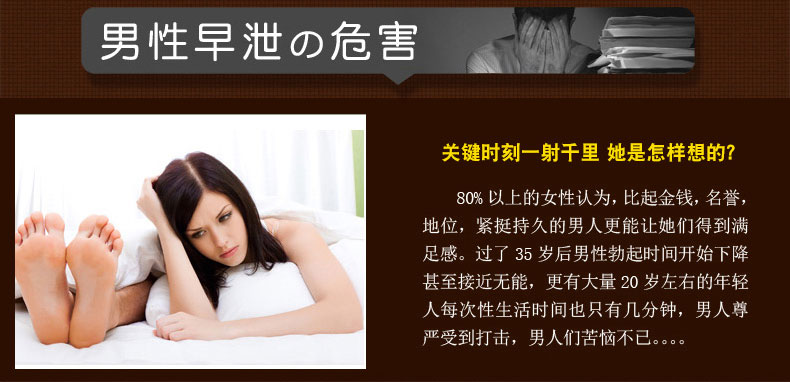 男性早泄の危害
关键时刻一射千里 她是怎样想的?
80%以上的女性认为,比起金钱,名誉,
地位,紧挺持久的男人更能让她们得到满
足感。过了35岁后男性勃起时间开始下降
甚至接近无能,更有大量20岁左右的年轻
人每次性生活时间也只有几分钟,男人尊
严受到打击,男人们苦恼不已。。。。